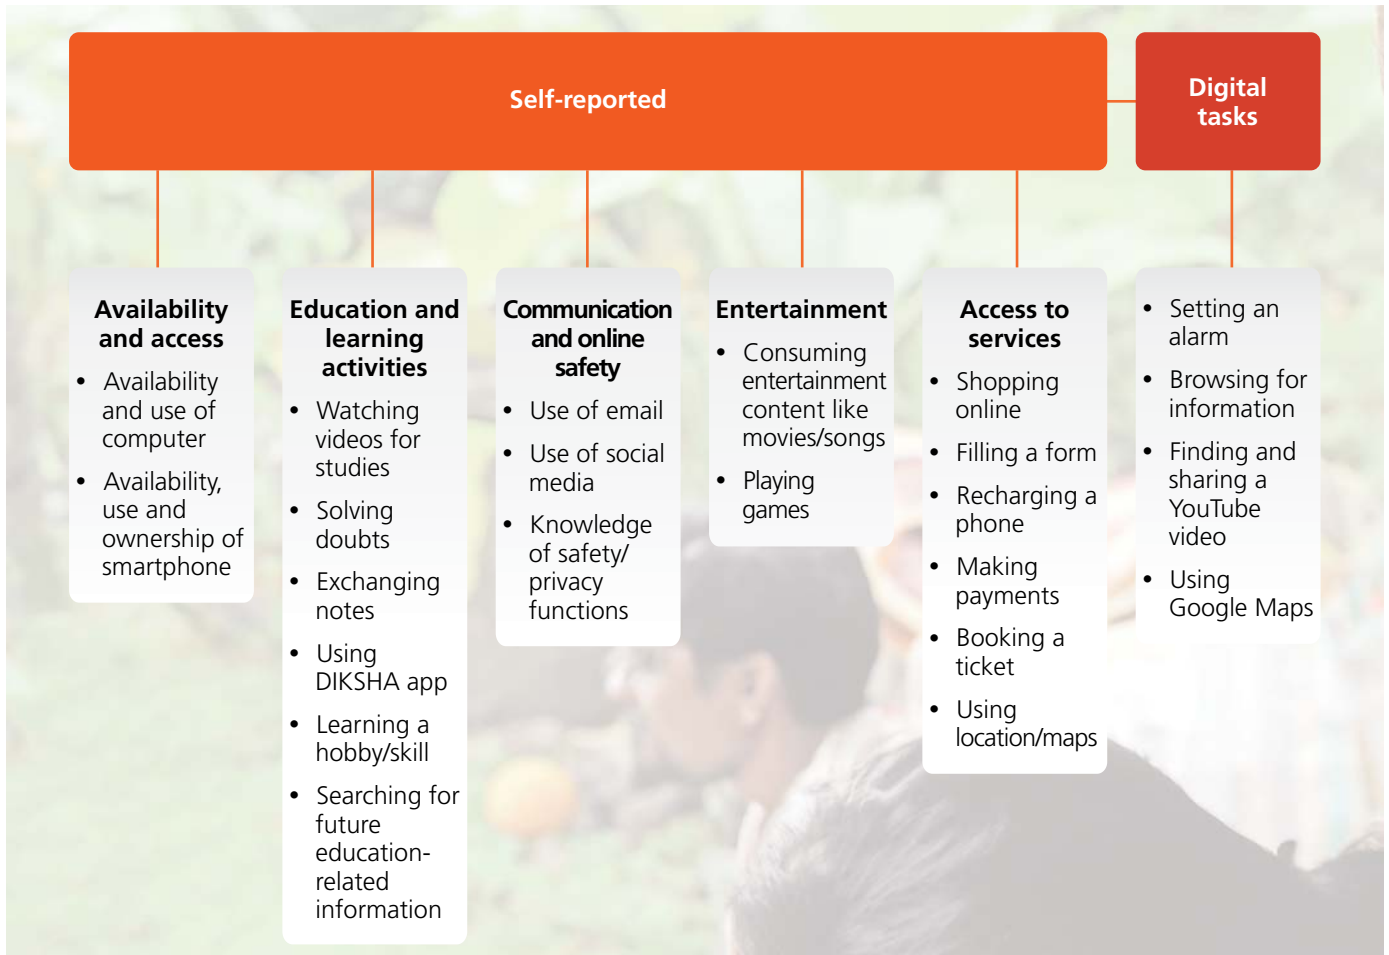 Self-reported
Digital
tasks
Availability
and access
• Availability
and use of
computer
• Availability,
use and
ownership of
smartphone
Education and
learning
activities
• Watching
videos for
studies
• Solving
doubts
• Exchanging
notes
• Using
DIKSHA app
• Learning a
hobby/skill
• Searching for
future
education-
related
information
Communication
and online
safety
• Use of email
• Use of social
media
• Knowledge
of safety/
privacy
functions
Entertainment
• Consuming
entertainment
content like
movies/songs
• Playing
games
Access to
services
• Shopping
online
• Filling a form
• Recharging a
phone
• Making
payments
• Booking a
ticket
• Using
location/maps
• Setting an
alarm
• Browsing for
information
• Finding and
sharing a
YouTube
video
• Using
Google Maps